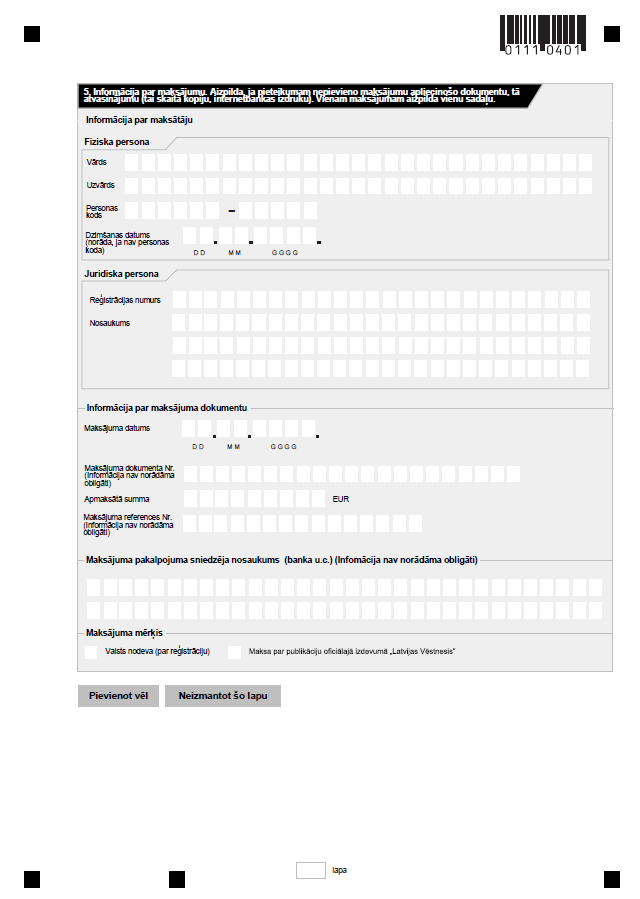 01110401
5. Informācija par maksājumu. Aizpilda, ja pieteikumam nepievieno maksājumu apliecinošo dokumentu, tā
atvasinājumu (tai skaitā kopiju, internetbankas izdruku). Vienam maksājumam aizpilda vienu sadaļu.
Informācija par maksātāju
Fiziska persona
Vārds
Uzvārds
Personas
kods
–
Dzimšanas datums
(norāda, ja nav personas
koda)
. . .
D D M M G G G G
Juridiska persona
Reģistrācijas numurs
Nosaukums
Informācija par maksājuma dokumentu
Maksājuma datums
. . .
D D M M G G G G
Maksājuma dokumenta Nr.
(Informācija nav norādāma
obligāti)
Apmaksātā summa EUR
Maksājuma references Nr.
(Informācija nav norādāma
obligāti)
Maksājuma pakalpojuma sniedzēja nosaukums (banka u.c.) (Infomācija nav norādāma obligāti)
Maksājuma mērķis
Valsts nodeva (par reģistrāciju) Maksa par publikāciju oficiālajā izdevumā „Latvijas Vēstnesis”
Pievienot vēl Neizmantot šo lapu
lapa